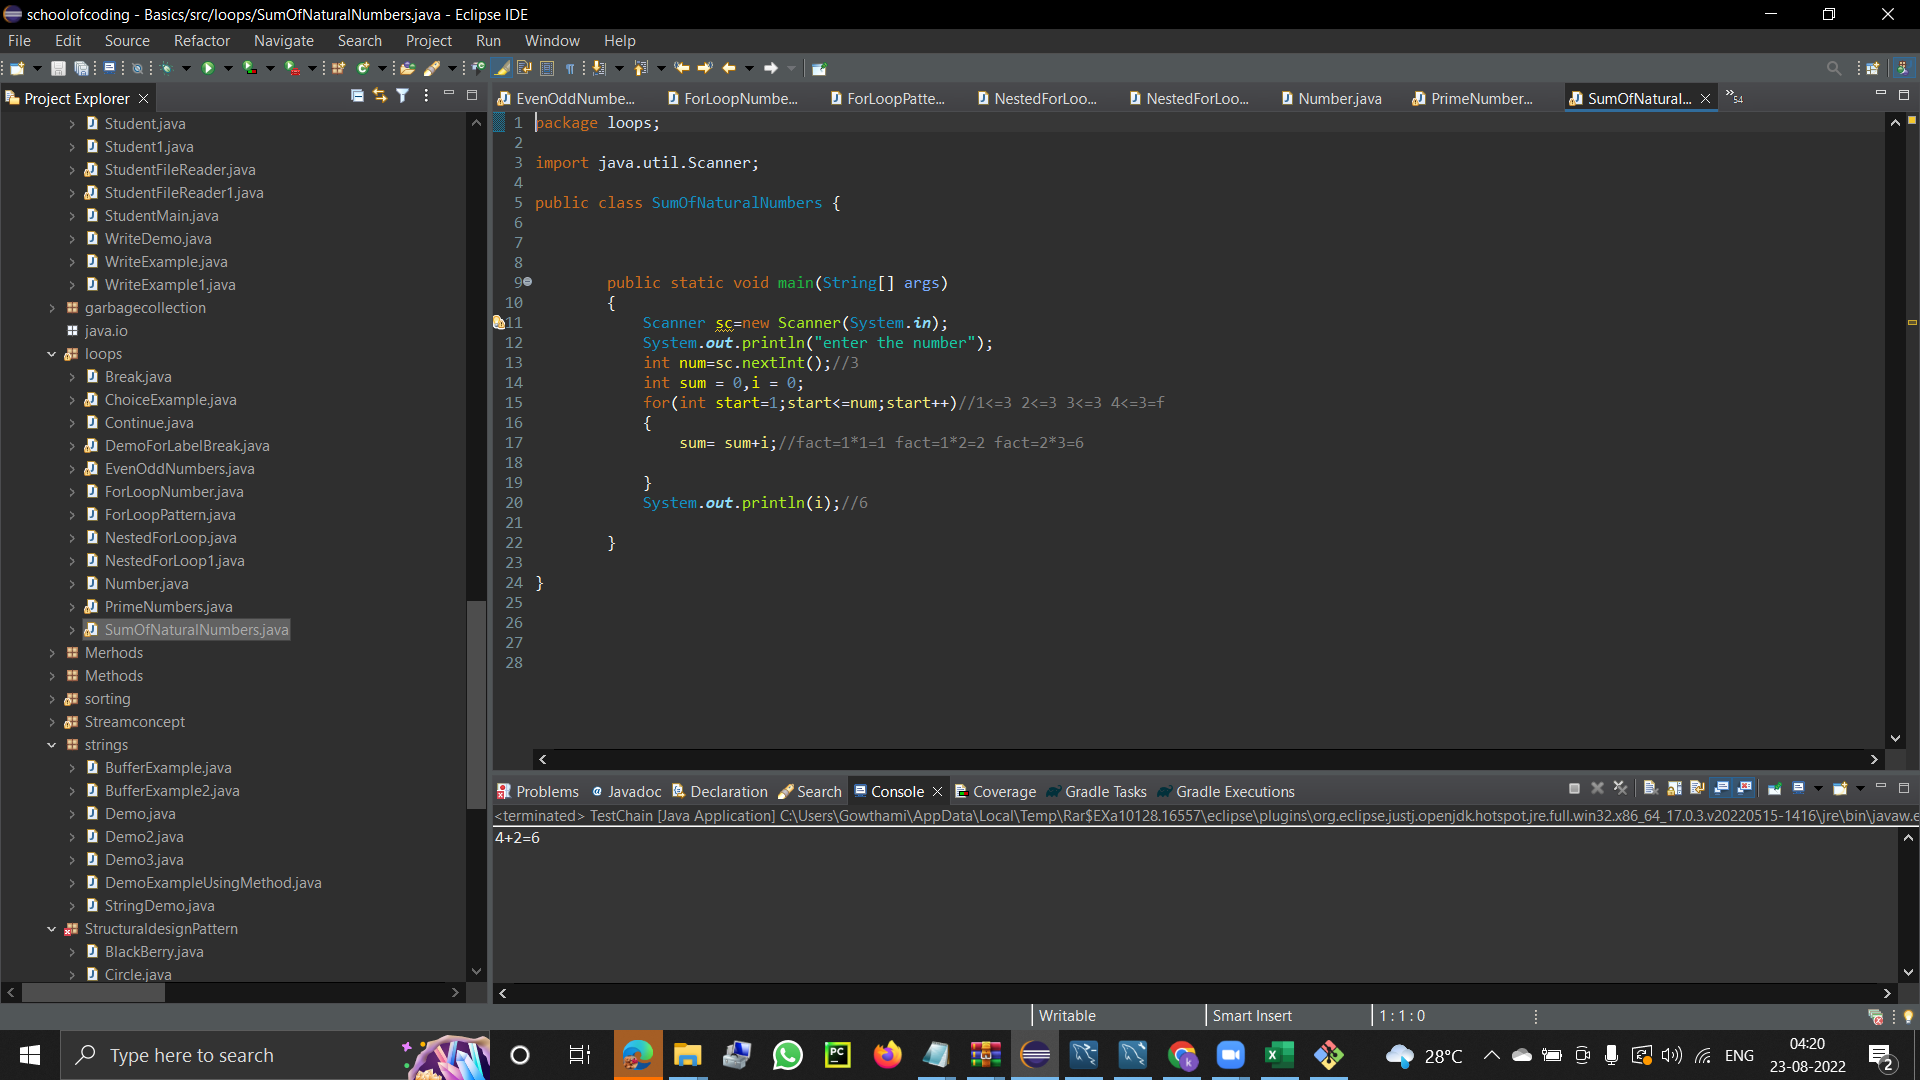 schoolofcoding - Basics/src/loops/SumOfNaturalNumbers.java - Eclipse IDE
File Edit Source Refactor Navigate Search Project Run Window Help
Project Explorer
Student.java
Student1.java
StudentFileReader.java
StudentFileReader1.java
StudentMain.java
WriteDemo.java
WriteExample.java
WriteExample1.java
garbagecollection
java.io
loops
Break.java
ChoiceExample.java
Continue.java
DemoForLabelBreak.java
EvenOddNumbers.java
ForLoopNumber.java
ForLoopPattern.java
NestedForLoop.java
NestedForLoop1.java
Number.java
PrimeNumbers.java
SumOfNaturalNumbers.java
Merhods
Methods
sorting
Streamconcept
strings
BufferExample.java
BufferExample2.java
Demo.java
Demo2.java
Demo3.java
DemoExampleUsingMethod.java
StringDemo.java
StructuraldesignPattern
BlackBerry.java
Circle.java
EvenOddNumbe... ForLoopNumbe... ForLoopPatte... NestedForLoo... NestedForLoo... Number.java PrimeNumber... SumOfNatural... »54
1 package loops;
2
3 import java.util.Scanner;
4
5 public class SumOfNaturalNumbers {
6
7
8
9 public static void main(String[] args)
10 {
11 Scanner sc=new Scanner(System.in);
12 System.out.println("enter the number");
13 int num=sc.nextInt();//3
14 int sum = 0,i = 0;
15 for(int start=1;start<=num;start++)//1<=3 2<=3 3<=3 4<=3=f
16 {
17 sum= sum+i;//fact=1*1=1 fact=1*2=2 fact=2*3=6
18
19 }
20 System.out.println(i);//6
21
22 }
23
24 }
25
26
27
28
Problems Javadoc Declaration Search Console Coverage Gradle Tasks Gradle Executions
<terminated> TestChain [Java Application] C:\Users\Gowthami\AppData\Local\Temp\Rar$EXa10128.16557\eclipse\plugins\org.eclipse.justj.openjdk.hotspot.jre.full.win32.x86_64_17.0.3.v20220515-1416\jre\bin\javaw.e
4+2=6
Writable Smart Insert 1 : 1 : 0
Type here to search
PC
28°C ENG
04:20
23-08-2022
2